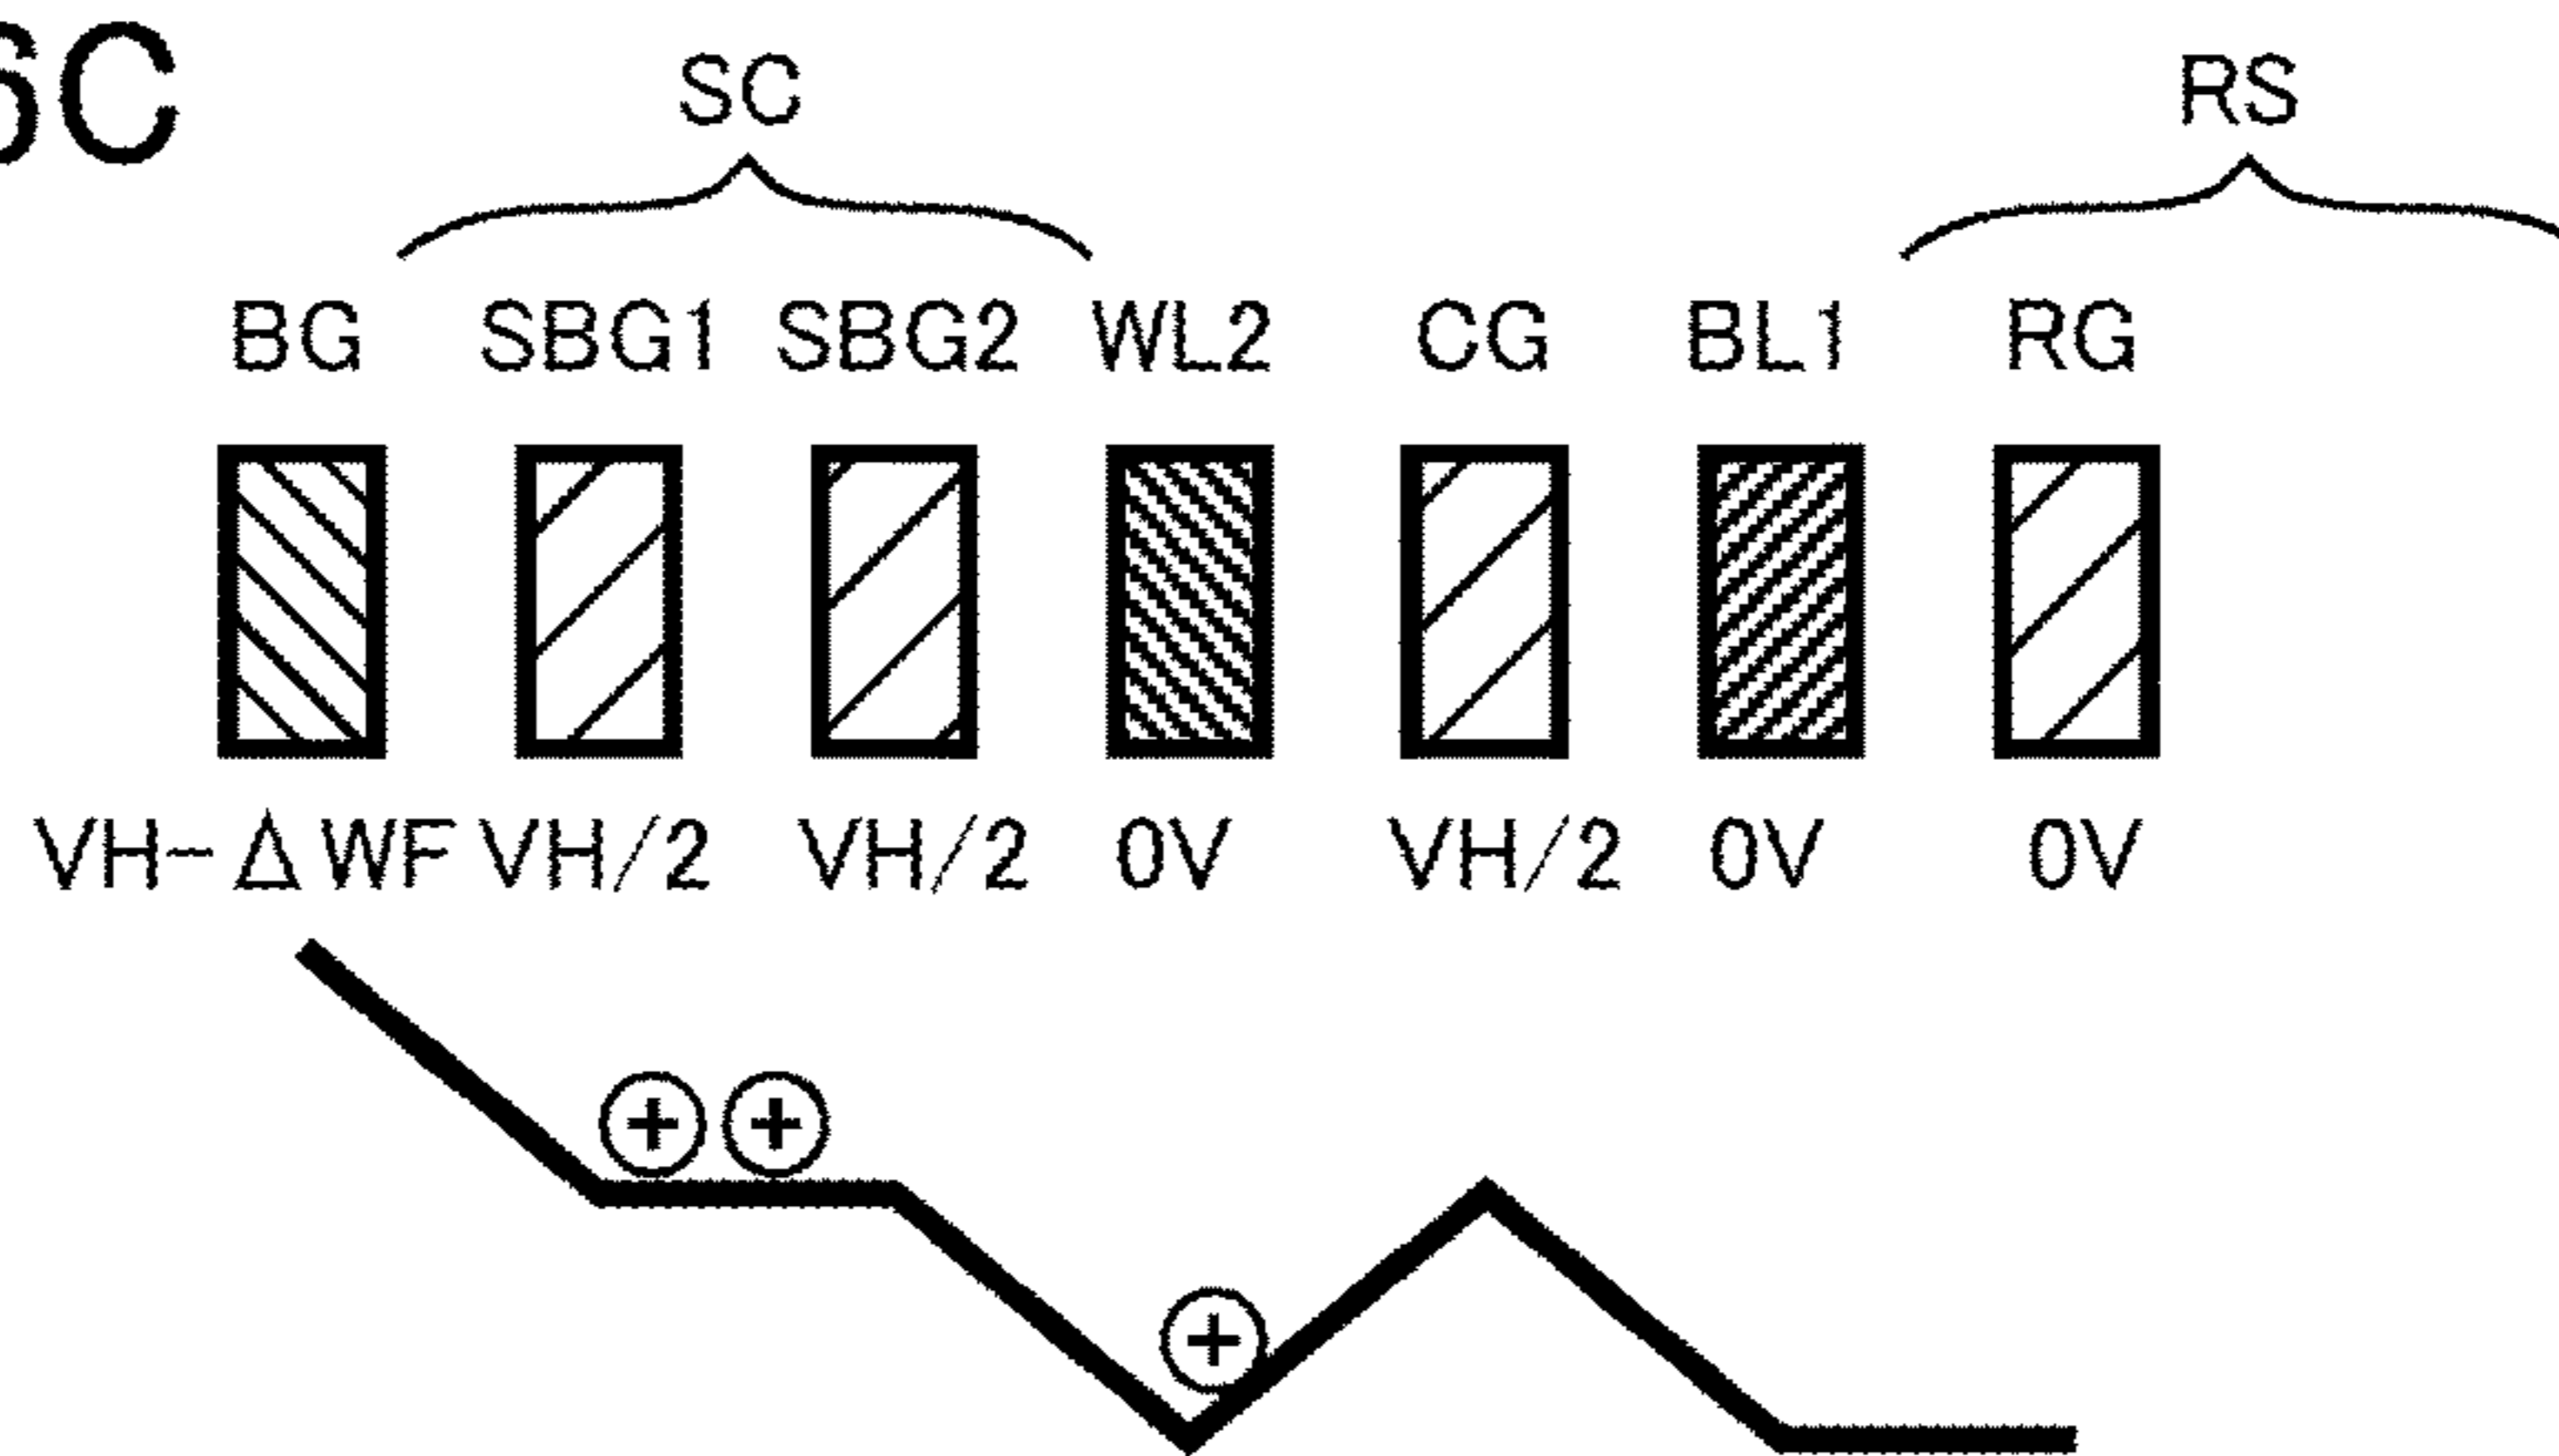 6C
SC RS
BG SBG1 SBG2 WL2 CG BL1 RG
VH-ΔWF VH/2 VH/2 0V VH/2 0V 0V
+ +
+